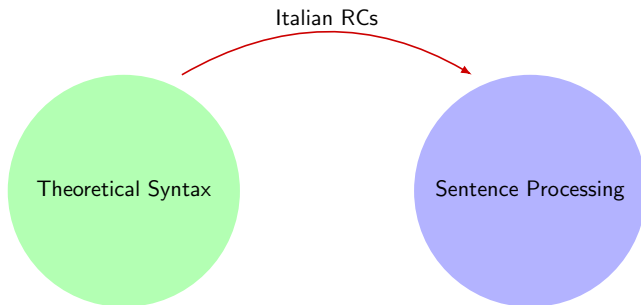 Italian RCs
Theoretical Syntax
Sentence Processing